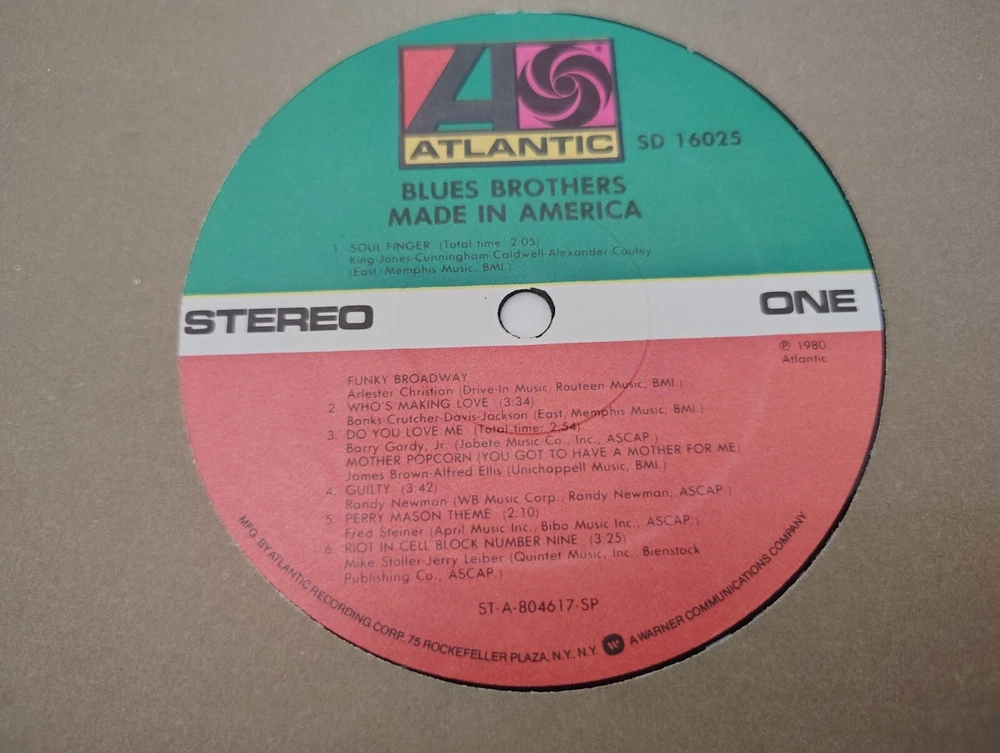 ATLANTIC
SD 16025
BLUES BROTHERS
MADE IN AMERICA
1. SOUL FINGER (Total time: 2:05)
King-Jones-Cunningham-Caldwell-Alexander-Cauley
(East/Memphis Music, BMI.)
STEREO
ONE
℗ 1980
Atlantic
FUNKY BROADWAY
Arlester Christian (Drive-In Music/Routeen Music, BMI.)
2. WHO'S MAKING LOVE (3:34)
Banks-Crutcher-Davis-Jackson (East/Memphis Music, BMI.)
3. DO YOU LOVE ME (Total time: 2:54)
Barry Gordy, Jr. (Jobete Music Co., Inc., ASCAP.)
MOTHER POPCORN (YOU GOT TO HAVE A MOTHER FOR ME)
James Brown-Alfred Ellis (Unichappell Music, BMI.)
4. GUILTY (3:42)
Randy Newman (WB Music Corp./Randy Newman, ASCAP.)
5. PERRY MASON THEME (2:10)
Fred Steiner (April Music Inc./Bibo Music Inc., ASCAP.)
6. RIOT IN CELL BLOCK NUMBER NINE (3:25)
Mike Stoller-Jerry Leiber (Quintet Music, Inc. Bienstock
Publishing Co., ASCAP.)
ST-A-804617-SP
MFG. BY ATLANTIC RECORDING CORP., 75 ROCKEFELLER PLAZA, N.Y., N.Y. A WARNER COMMUNICATIONS COMPANY